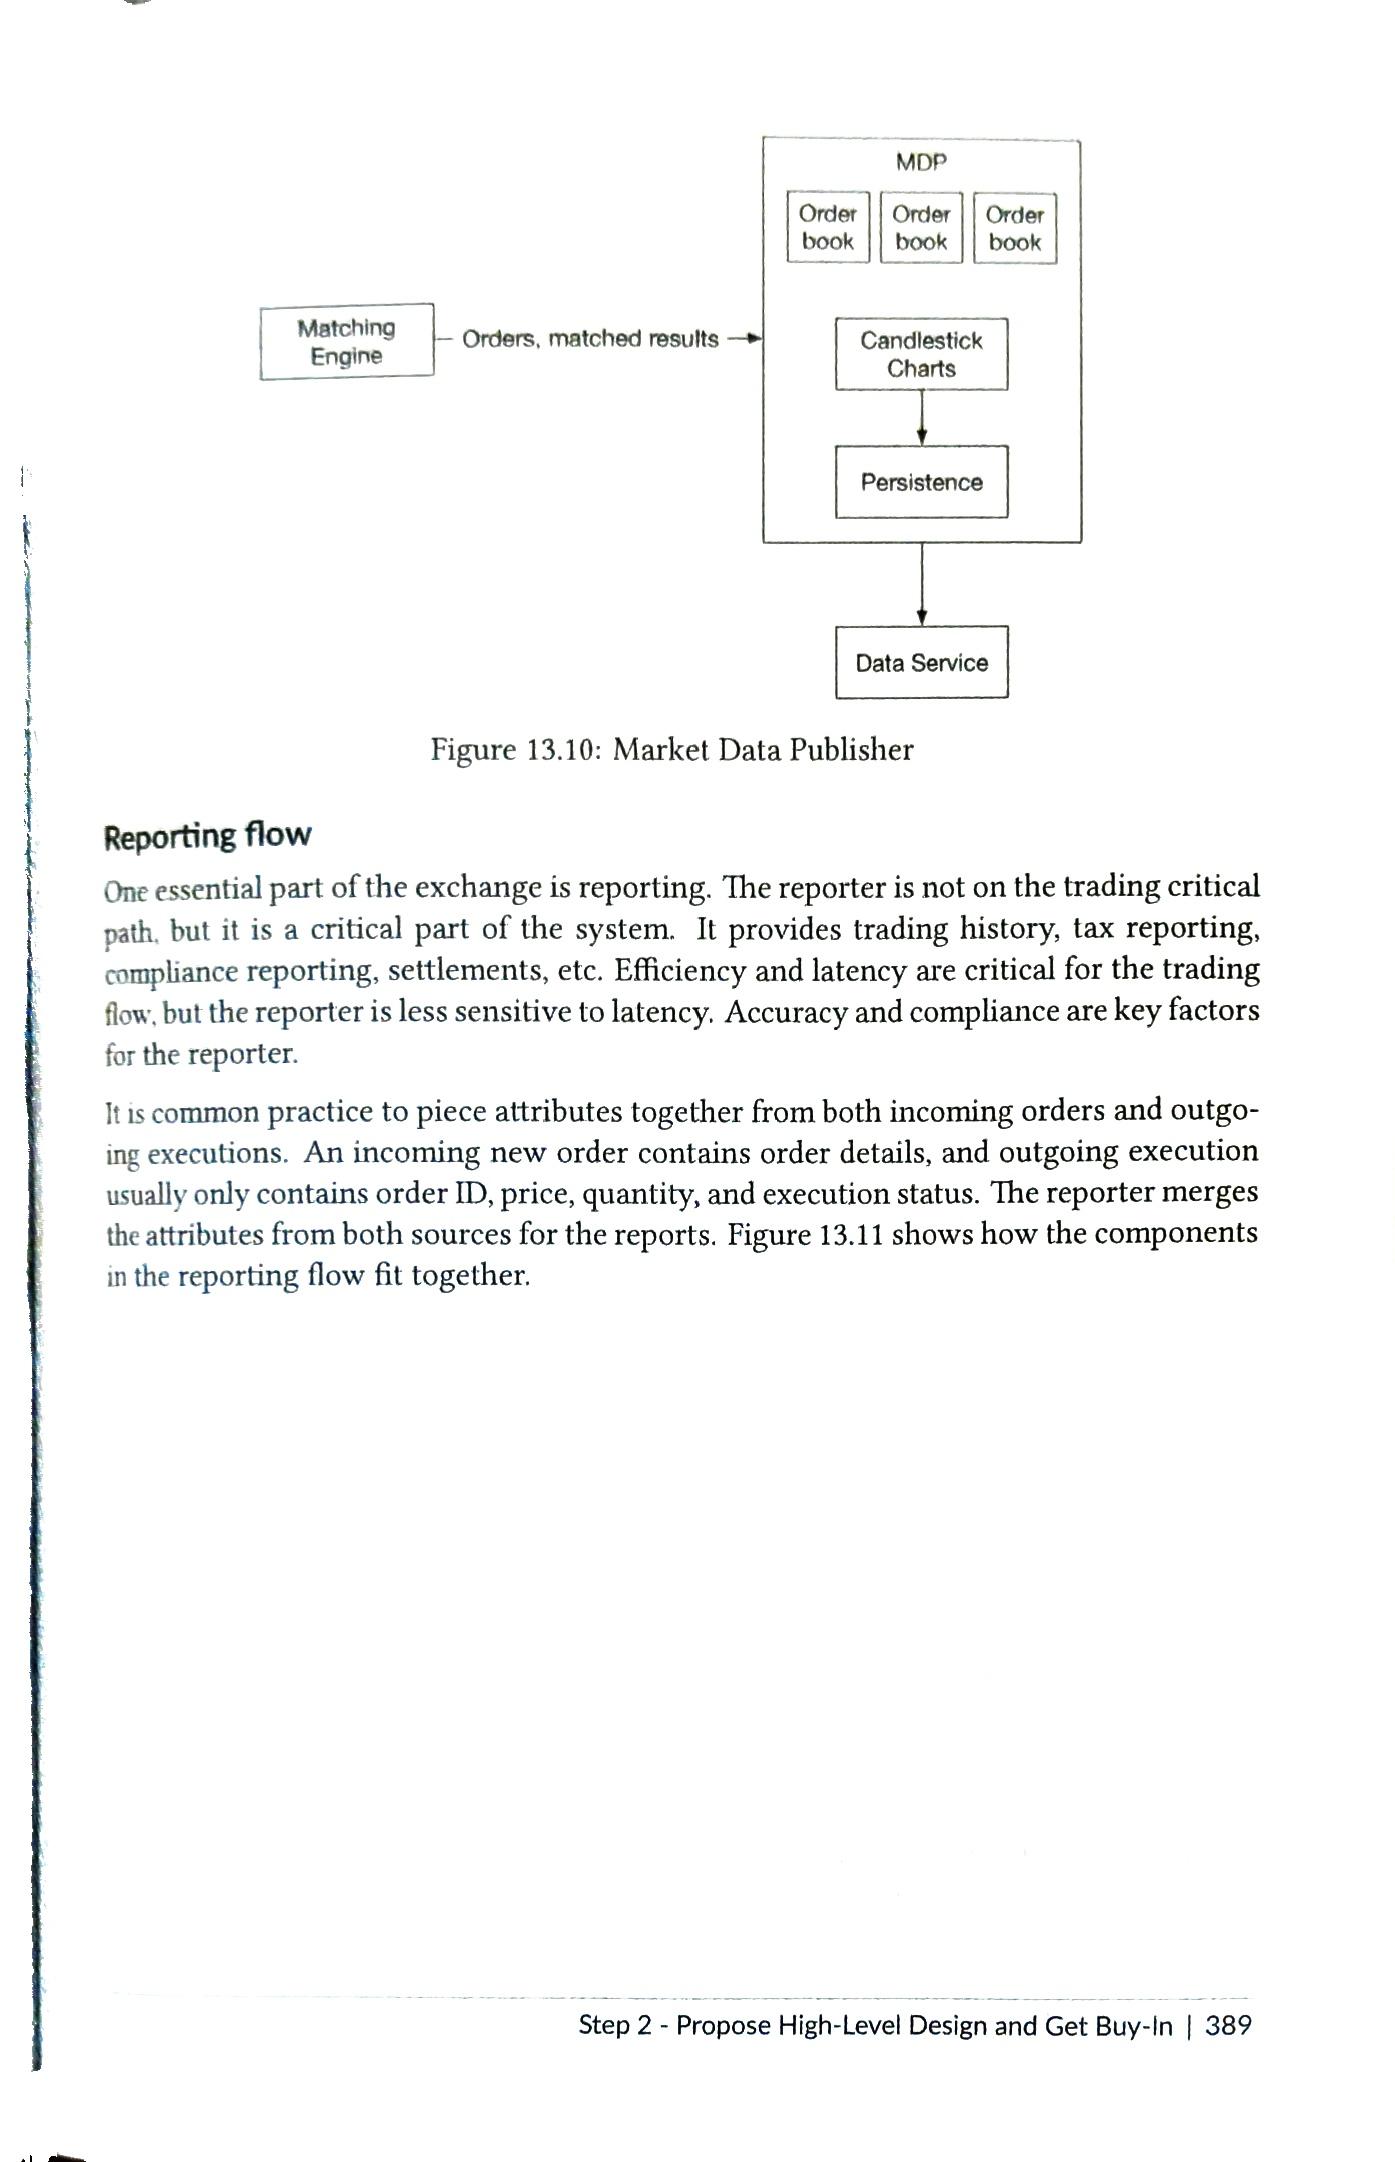 MDP
Order
book
Order
book
Order
book
Matching
Engine
Orders, matched results
Candlestick
Charts
Persistence
Data Service
Figure 13.10: Market Data Publisher
Reporting flow
One essential part of the exchange is reporting. The reporter is not on the trading critical
path, but it is a critical part of the system. It provides trading history, tax reporting,
compliance reporting, settlements, etc. Efficiency and latency are critical for the trading
flow, but the reporter is less sensitive to latency. Accuracy and compliance are key factors
for the reporter.
It is common practice to piece attributes together from both incoming orders and outgo-
ing executions. An incoming new order contains order details, and outgoing execution
usually only contains order ID, price, quantity, and execution status. The reporter merges
the attributes from both sources for the reports. Figure 13.11 shows how the components
in the reporting flow fit together.
Step 2 - Propose High-Level Design and Get Buy-In | 389